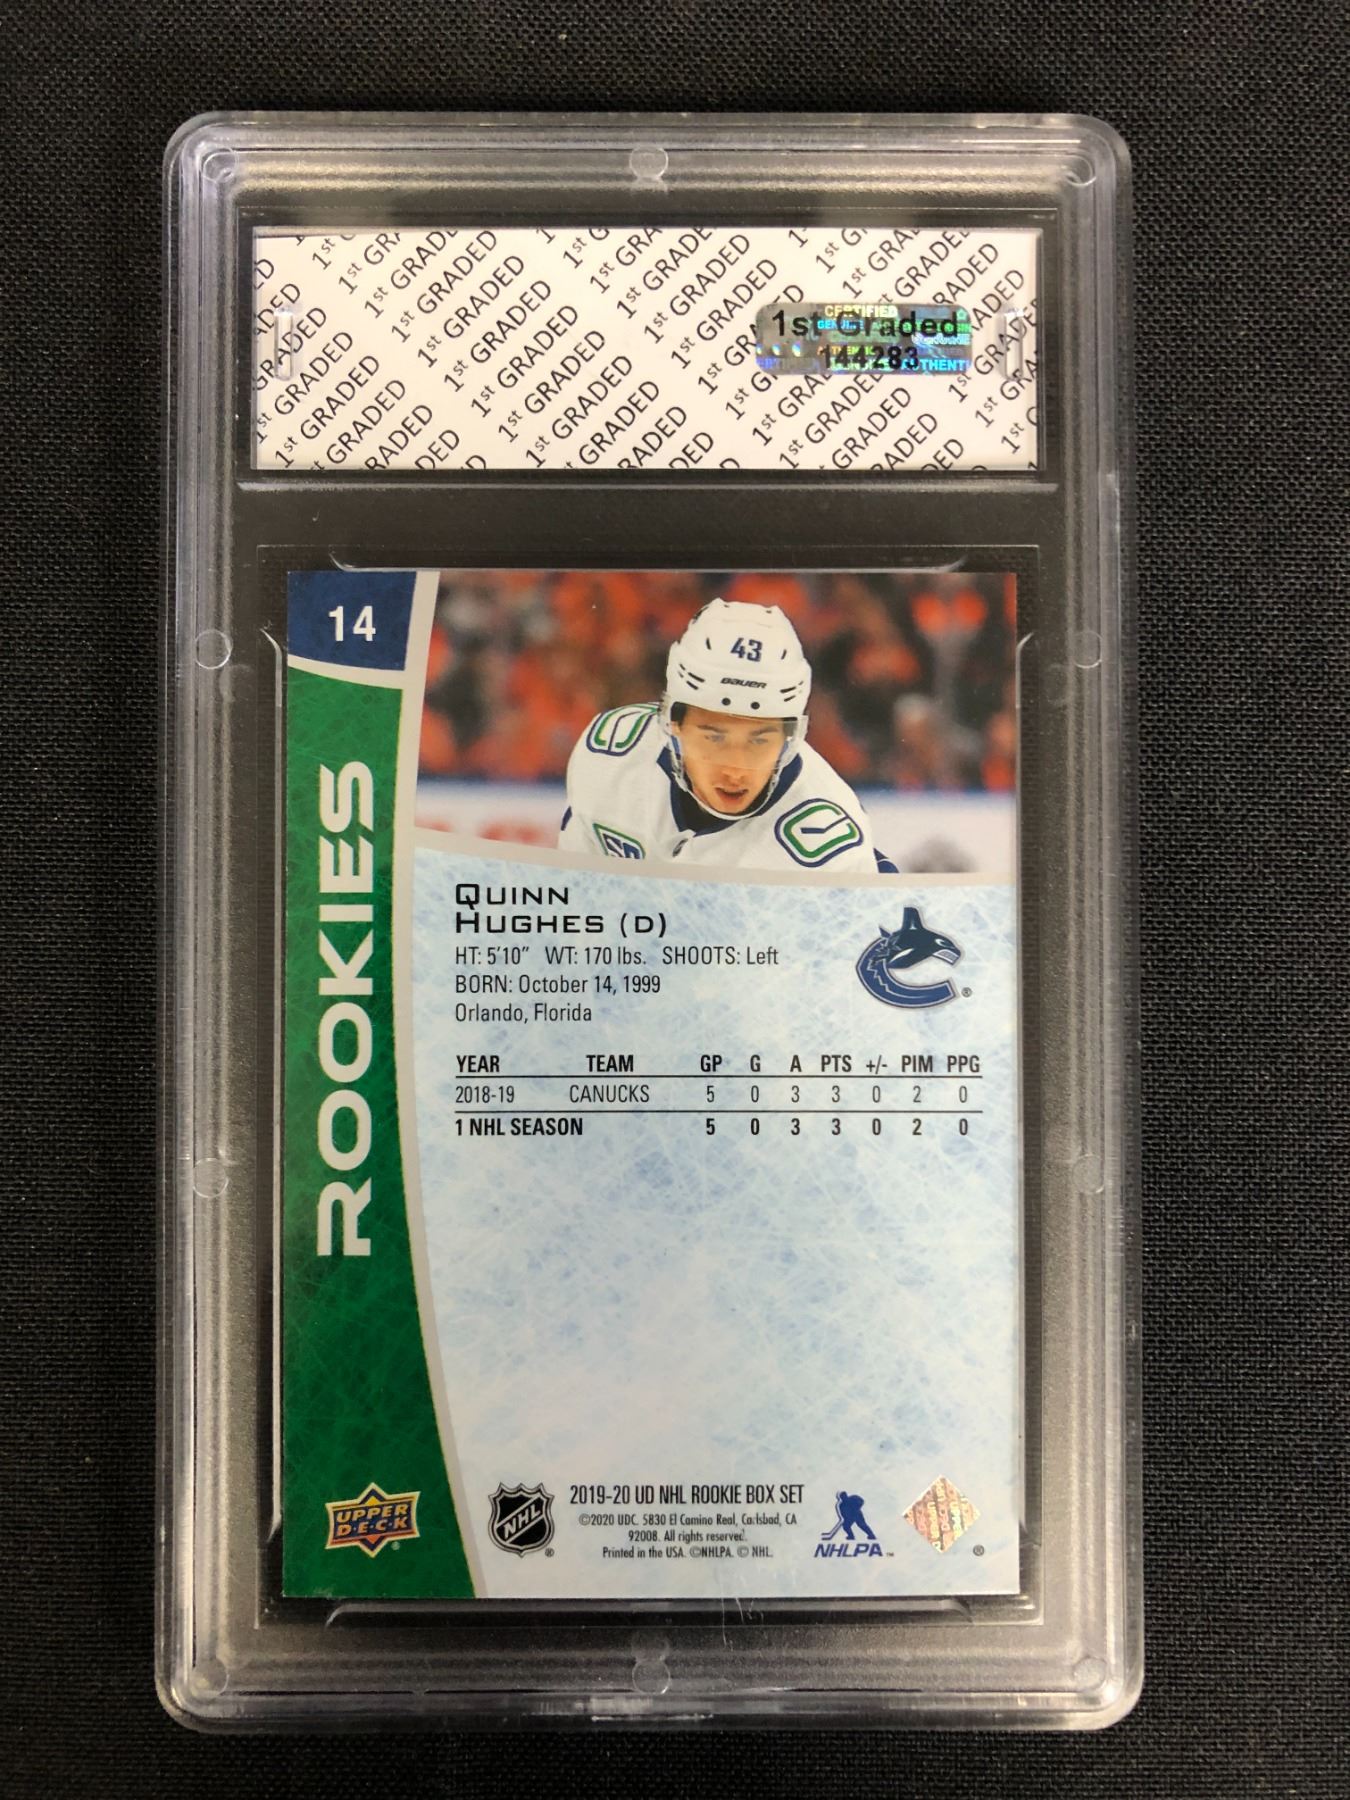 1st GRADED
CERTIFIED
GENUINE
1st Graded
144283
14
43
BAUER
ROOKIES
QUINN
HUGHES (D)
HT: 5'10" WT: 170 lbs. SHOOTS: Left
BORN: October 14, 1999
Orlando, Florida
YEAR TEAM GP G A PTS +/- PIM PPG
2018-19 CANUCKS 5 0 3 3 0 2 0
1 NHL SEASON 5 0 3 3 0 2 0
UPPER
D·E·C·K
NHL
2019-20 UD NHL ROOKIE BOX SET
©2020 UDC. 5830 El Camino Real, Carlsbad, CA
92008. All rights reserved.
Printed in the USA. ©NHLPA. © NHL.
NHLPA™